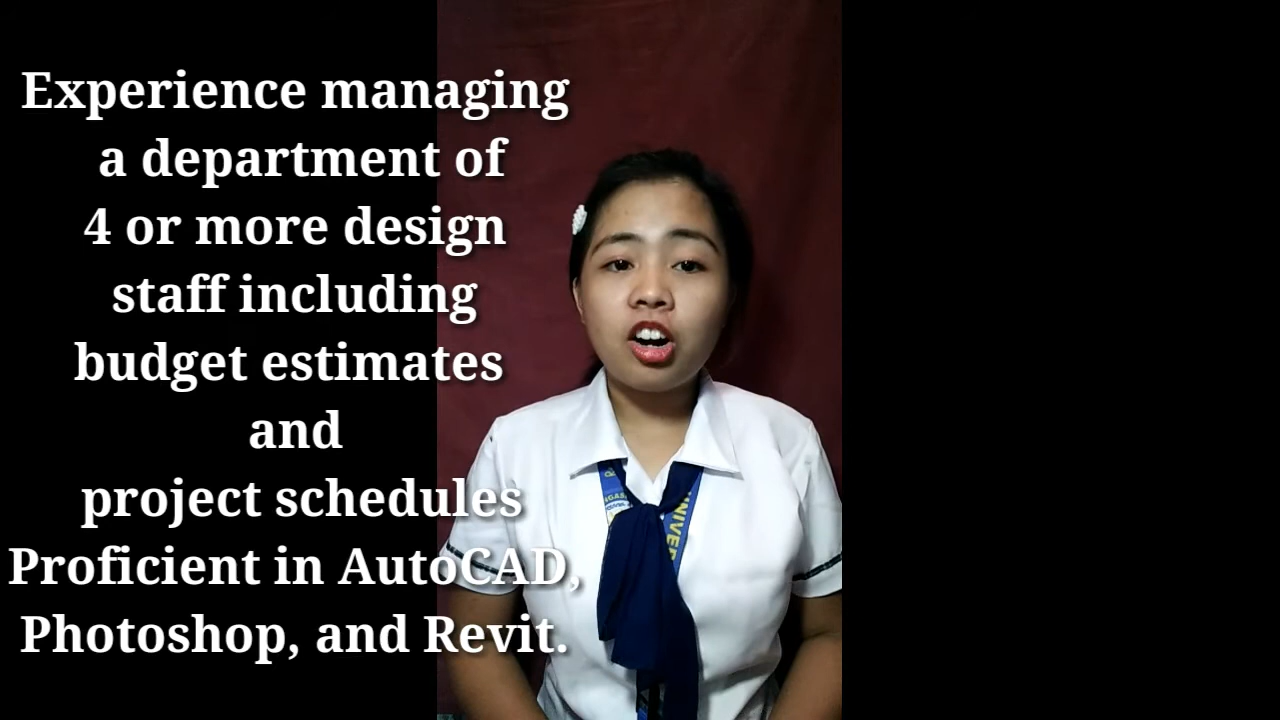 Experience managing
a department of
4 or more design
staff including
budget estimates
and
project schedules
Proficient in AutoCAD,
Photoshop, and Revit.